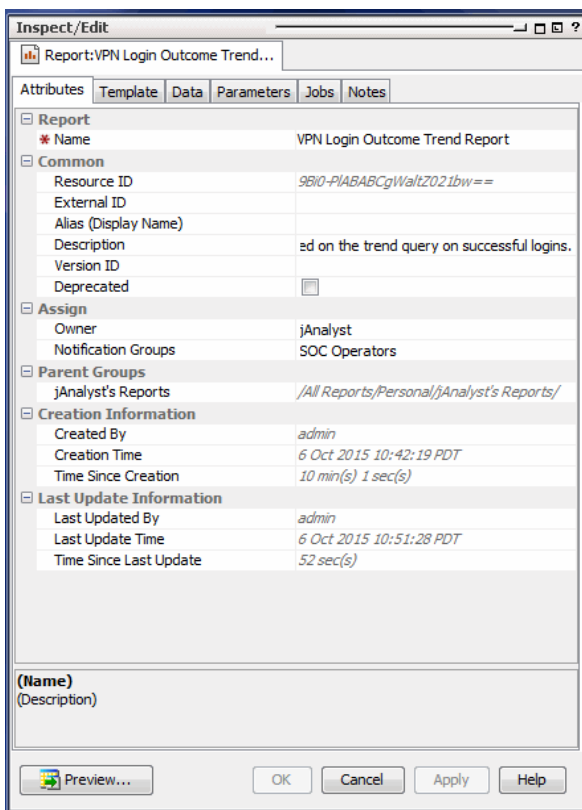 Inspect/Edit ?
Report:VPN Login Outcome Trend...
Attributes Template Data Parameters Jobs Notes
Report
* Name VPN Login Outcome Trend Report
Common
Resource ID 9Bi0-PlABABCgWaltZ021bw==
External ID
Alias (Display Name)
Description ed on the trend query on successful logins.
Version ID
Deprecated
Assign
Owner jAnalyst
Notification Groups SOC Operators
Parent Groups
jAnalyst's Reports /All Reports/Personal/jAnalyst's Reports/
Creation Information
Created By admin
Creation Time 6 Oct 2015 10:42:19 PDT
Time Since Creation 10 min(s) 1 sec(s)
Last Update Information
Last Updated By admin
Last Update Time 6 Oct 2015 10:51:28 PDT
Time Since Last Update 52 sec(s)
(Name)
(Description)
Preview... OK Cancel Apply Help